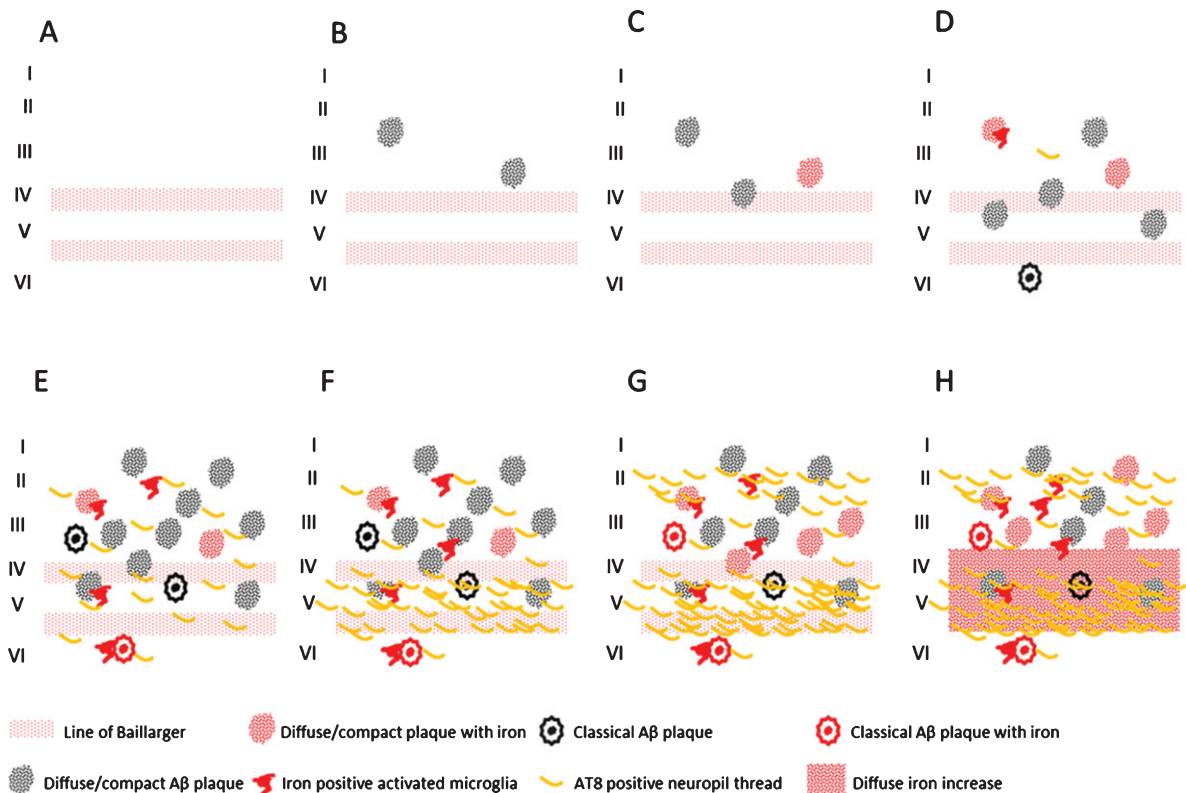 A
B
C
D
I
I
I
I
II
II
II
II
III
III
III
III
IV
IV
IV
IV
V
V
V
V
VI
VI
VI
VI
E
F
G
H
I
I
I
I
II
II
II
II
III
III
III
III
IV
IV
IV
IV
V
V
V
V
VI
VI
VI
VI
Line of Baillarger
Diffuse/compact plaque with iron
Classical Aβ plaque
Classical Aβ plaque with iron
Diffuse/compact Aβ plaque
Iron positive activated microglia
AT8 positive neuropil thread
Diffuse iron increase